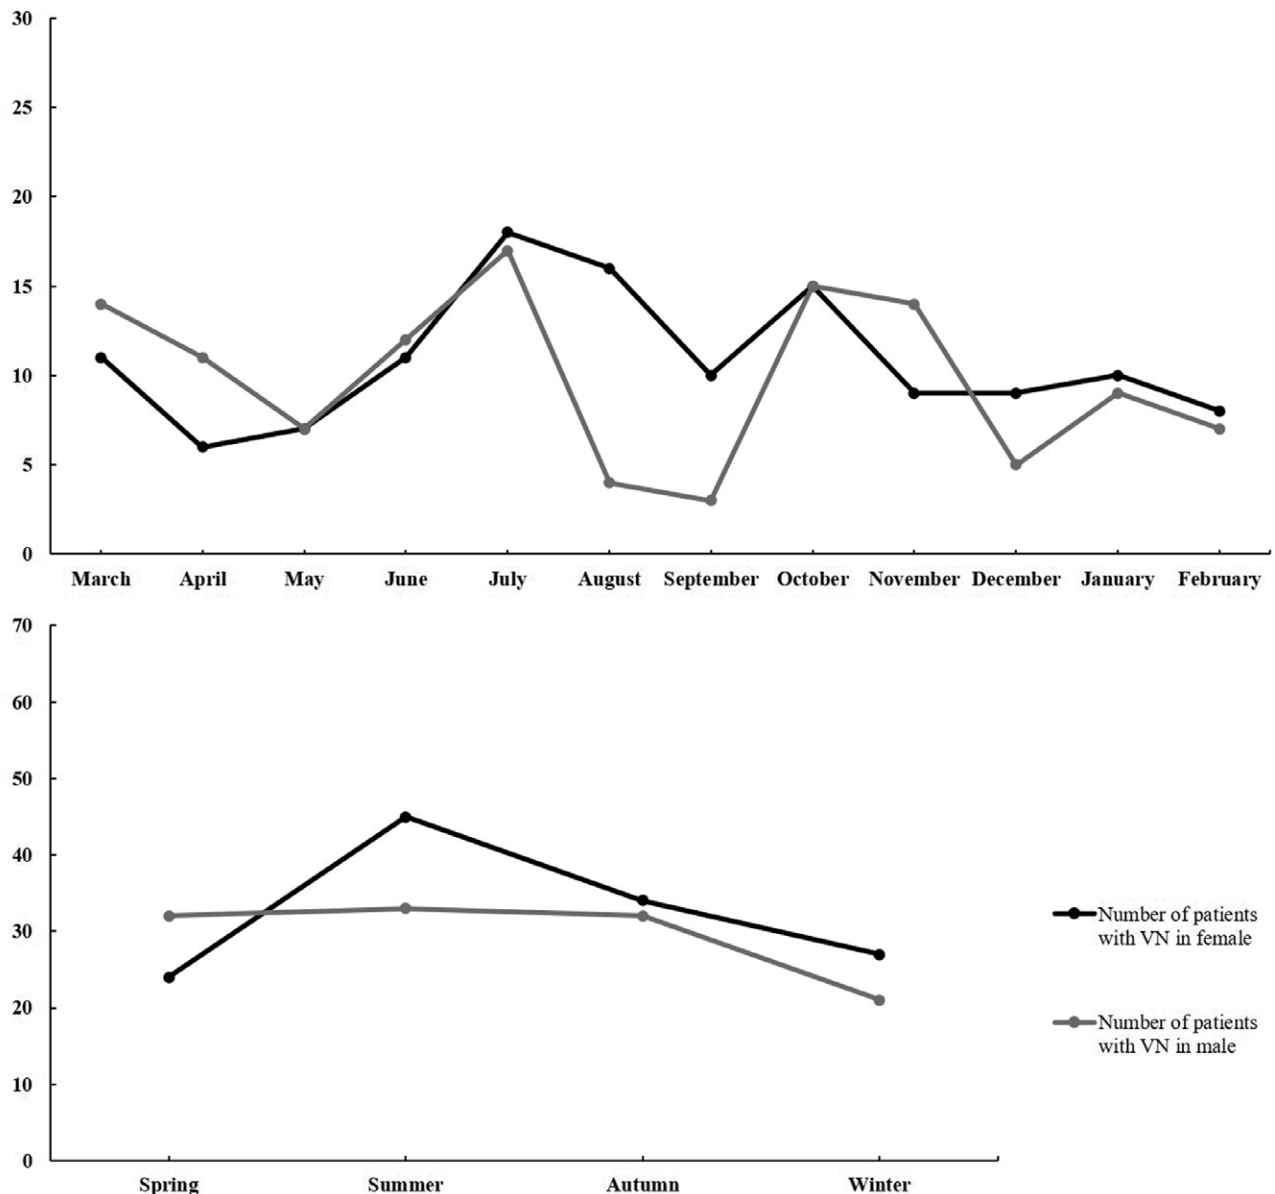 30
25
20
15
10
5
0
March April May June July August September October November December January February
70
60
50
40
30
20
10
0
Spring Summer Autumn Winter
Number of patients
with VN in female
Number of patients
with VN in male